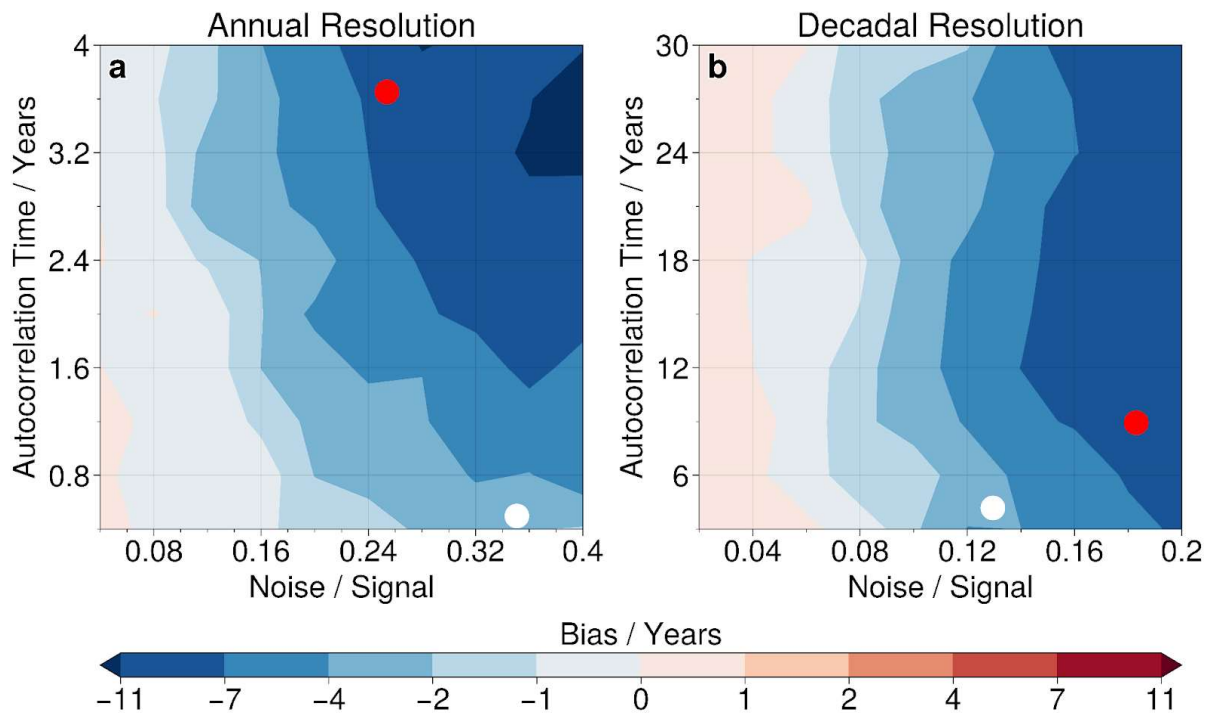 Annual Resolution
a
4
3.2
2.4
1.6
0.8
Autocorrelation Time / Years
0.08 0.16 0.24 0.32 0.4
Noise / Signal
Decadal Resolution
b
30
24
18
12
6
Autocorrelation Time / Years
0.04 0.08 0.12 0.16 0.2
Noise / Signal
Bias / Years
−11 −7 −4 −2 −1 0 1 2 4 7 11